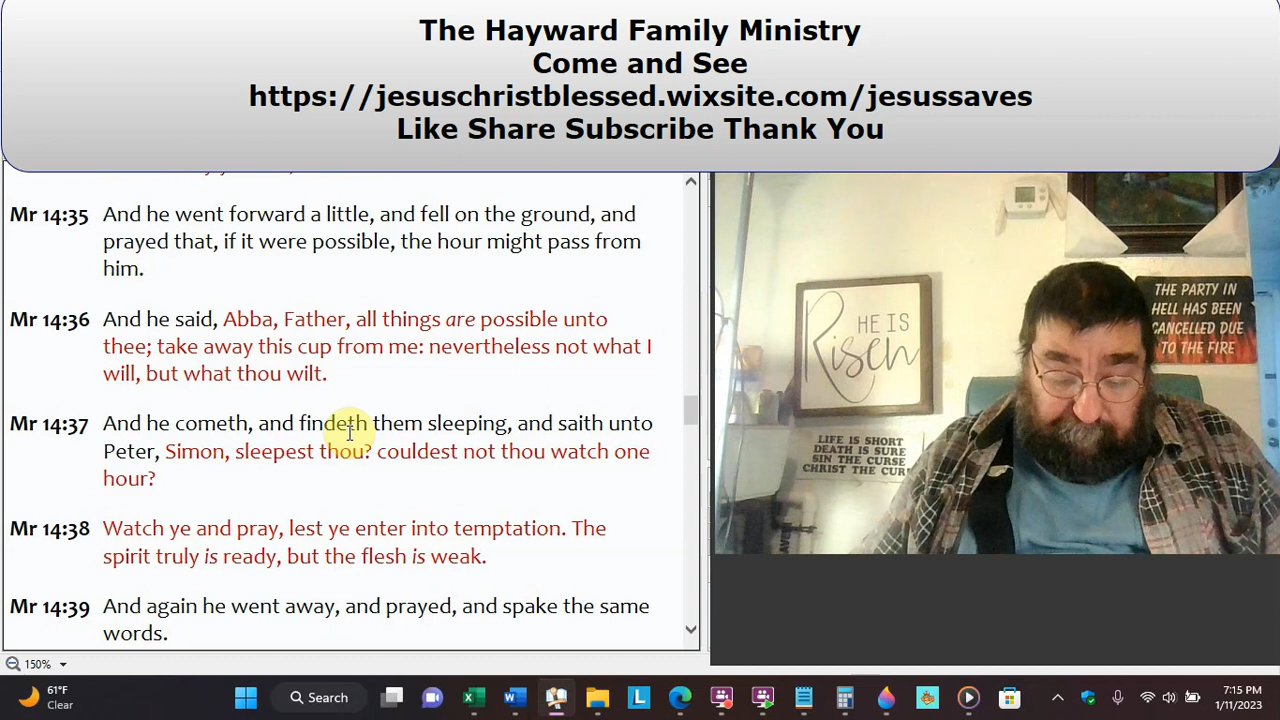 The Hayward Family Ministry
Come and See
https://jesuschristblessed.wixsite.com/jesussaves
Like Share Subscribe Thank You
Mr 14:35 And he went forward a little, and fell on the ground, and
prayed that, if it were possible, the hour might pass from
him.
Mr 14:36 And he said, Abba, Father, all things are possible unto
thee; take away this cup from me: nevertheless not what I
will, but what thou wilt.
Mr 14:37 And he cometh, and findeth them sleeping, and saith unto
Peter, Simon, sleepest thou? couldest not thou watch one
hour?
Mr 14:38 Watch ye and pray, lest ye enter into temptation. The
spirit truly is ready, but the flesh is weak.
Mr 14:39 And again he went away, and prayed, and spake the same
words.
150%
HE IS
Risen
THE PARTY IN
HELL HAS BEEN
CANCELLED DUE
TO THE FIRE
LIFE IS SHORT
DEATH IS SURE
SIN THE CURSE
CHRIST THE CUR
61°F
Clear
Search
7:15 PM
1/11/2023